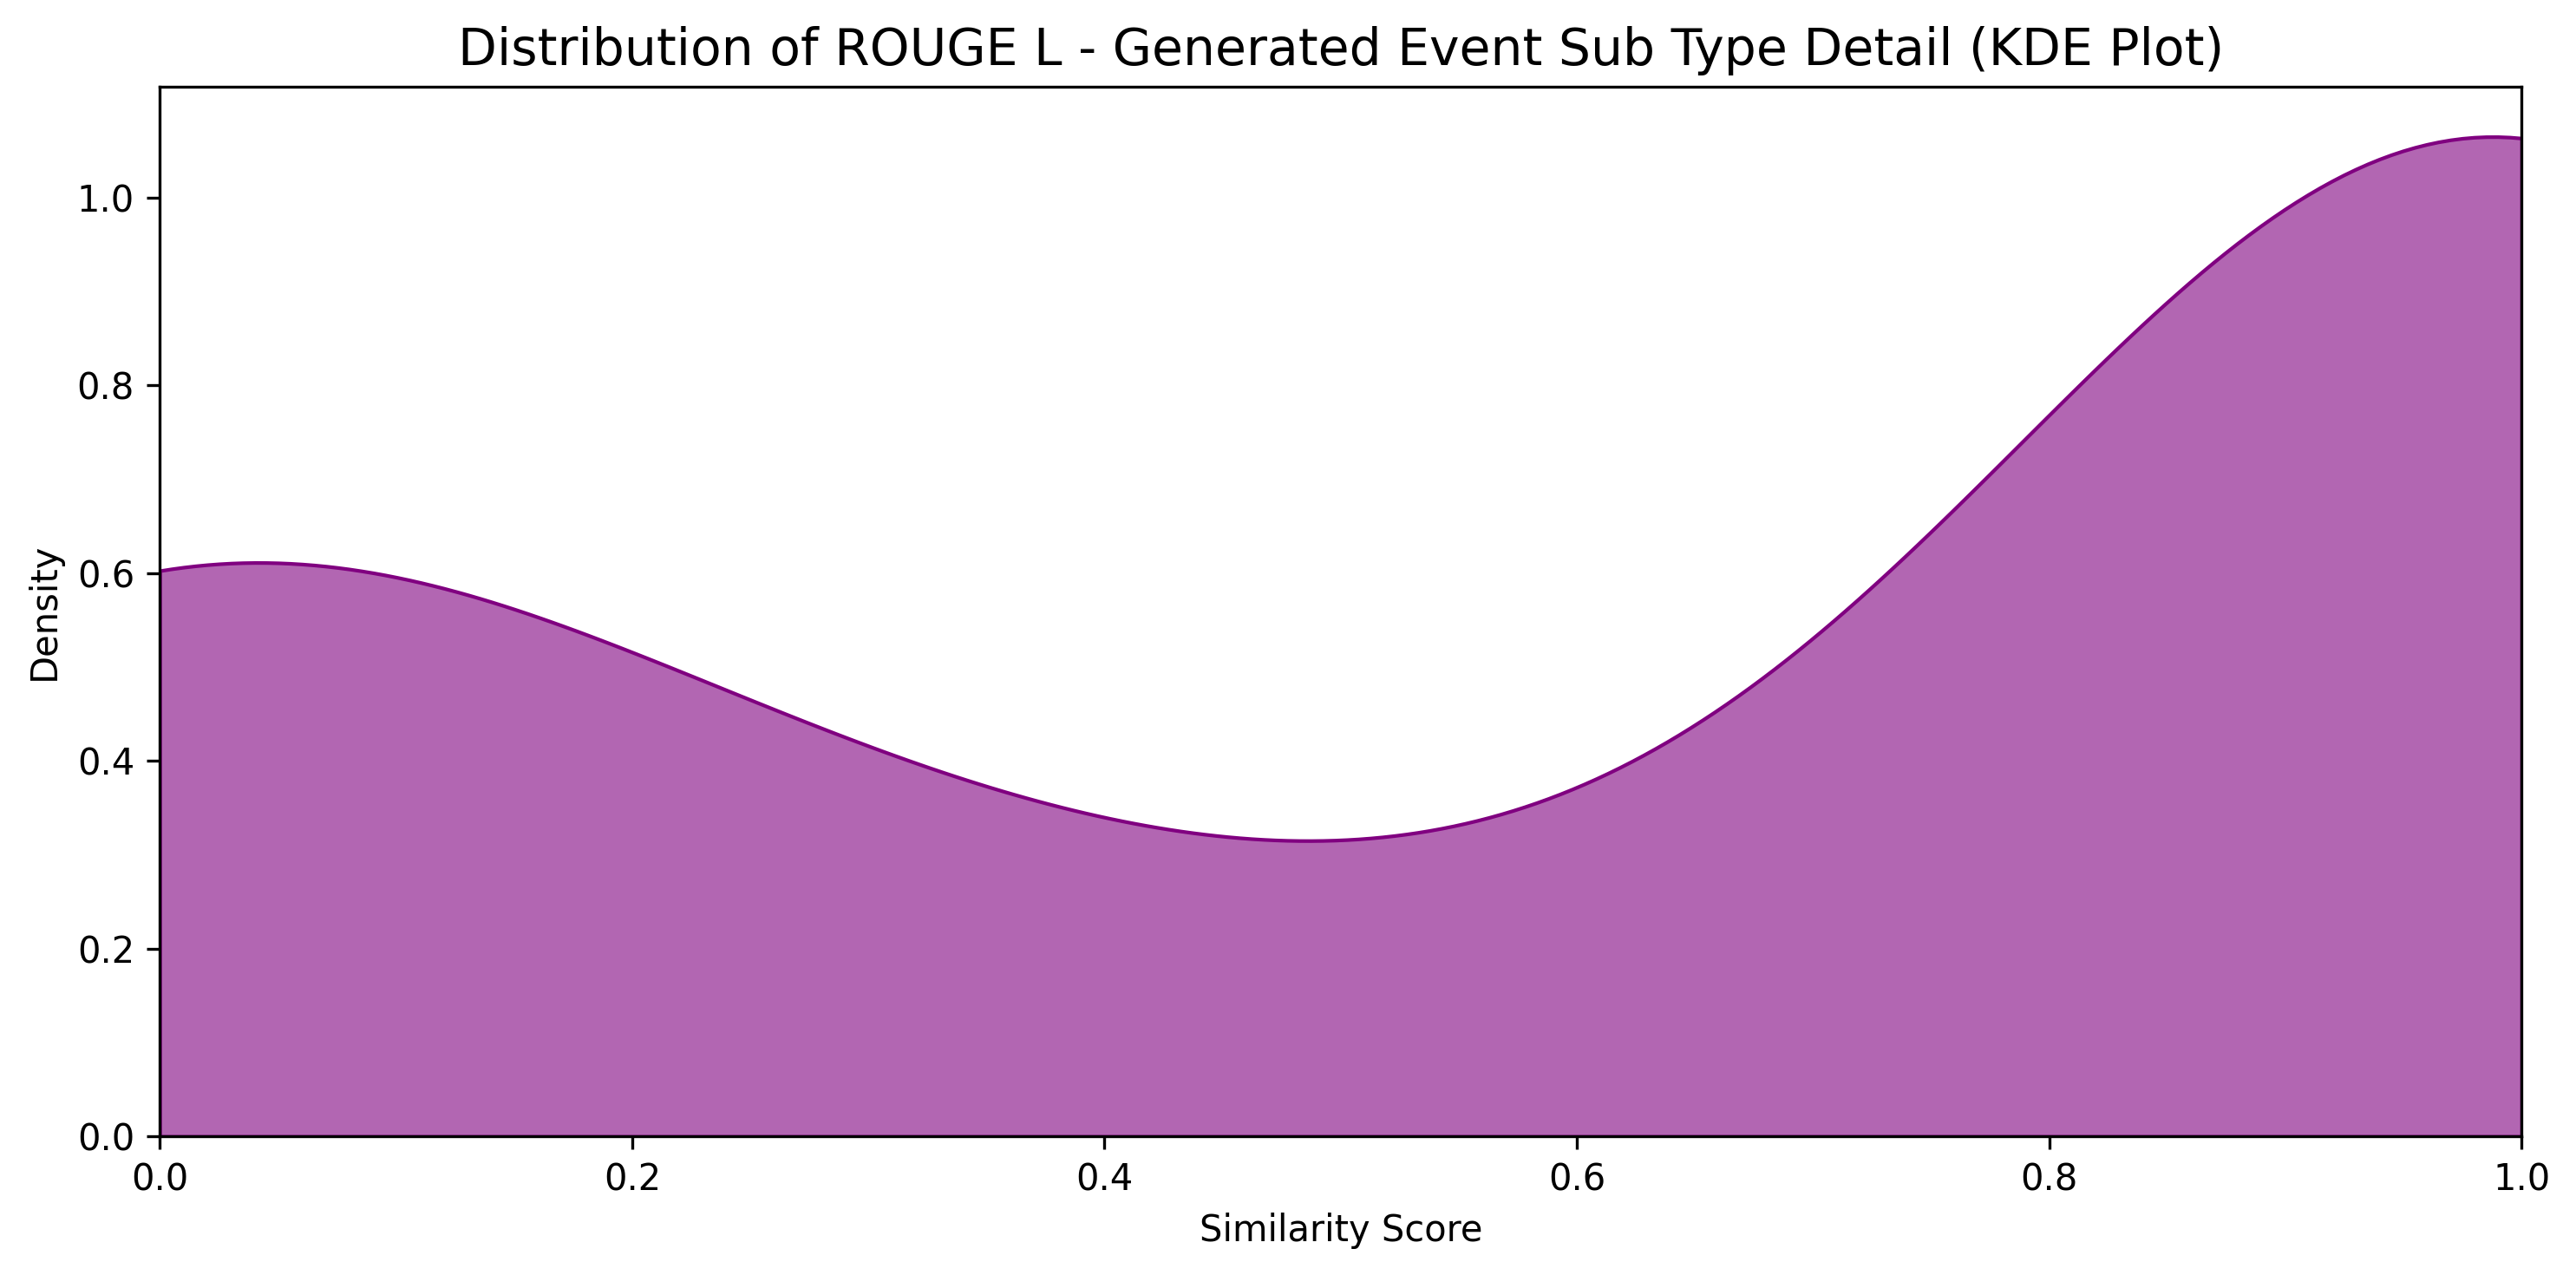 Distribution of ROUGE L - Generated Event Sub Type Detail (KDE Plot)
1.0
0.8
0.6
0.4
0.2
0.0
Density
0.0 0.2 0.4 0.6 0.8 1.0
Similarity Score